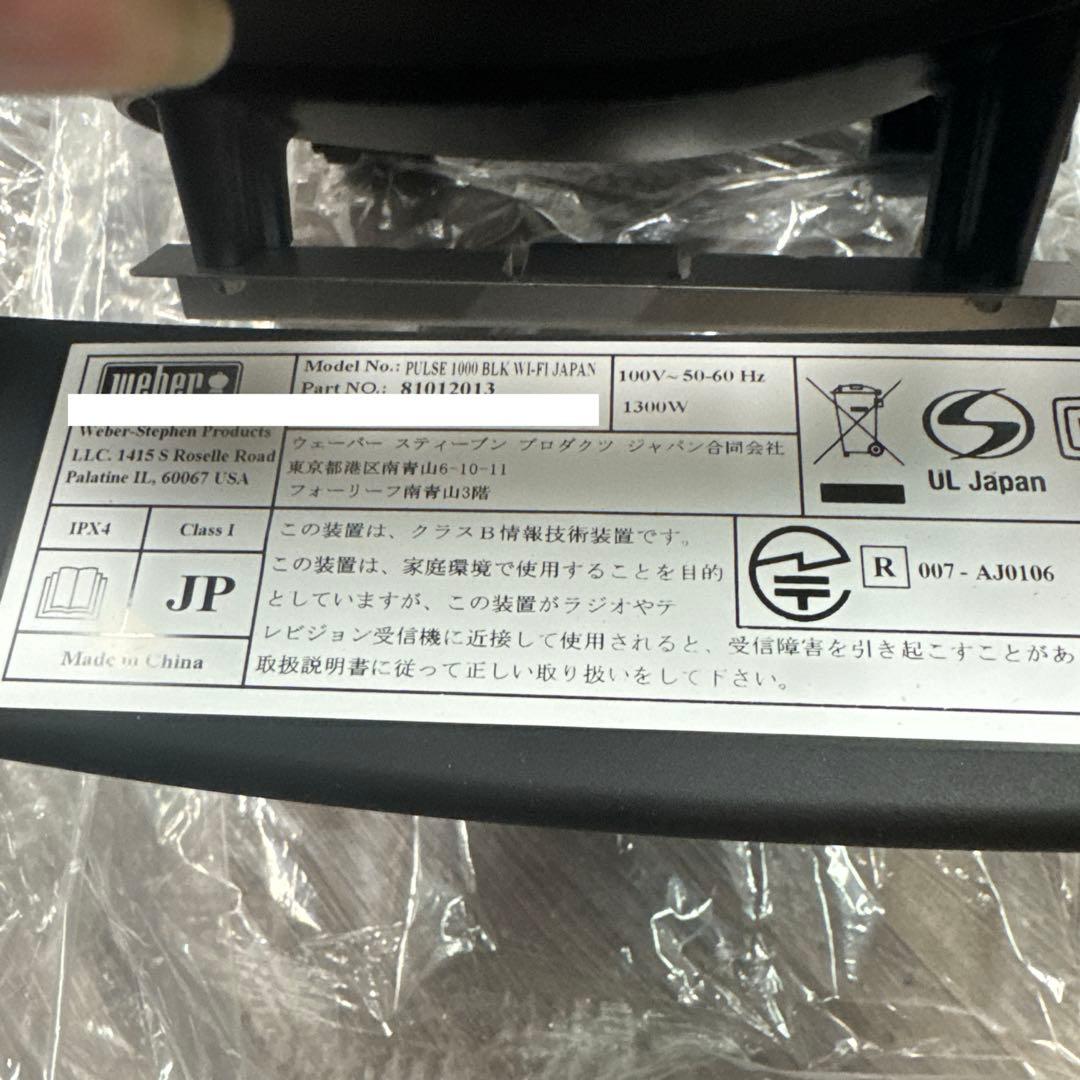 weber
Model No.: PULSE 1000 BLK WI-FI JAPAN
Part NO.: 81012013
100V~ 50-60 Hz
1300W
Weber-Stephen Products
LLC. 1415 S Roselle Road
Palatine IL, 60067 USA
ウェーバー スティーブン プロダクツ ジャパン合同会社
東京都港区南青山6-10-11
フォーリーフ南青山3階
S
UL Japan
IPX4
Class I
JP
Made in China
この装置は、クラスB情報技術装置です。
この装置は、家庭環境で使用することを目的
としていますが、この装置がラジオやテ
レビジョン受信機に近接して使用されると、受信障害を引き起こすことがあ
取扱説明書に従って正しい取り扱いをして下さい。
R 007 - AJ0106